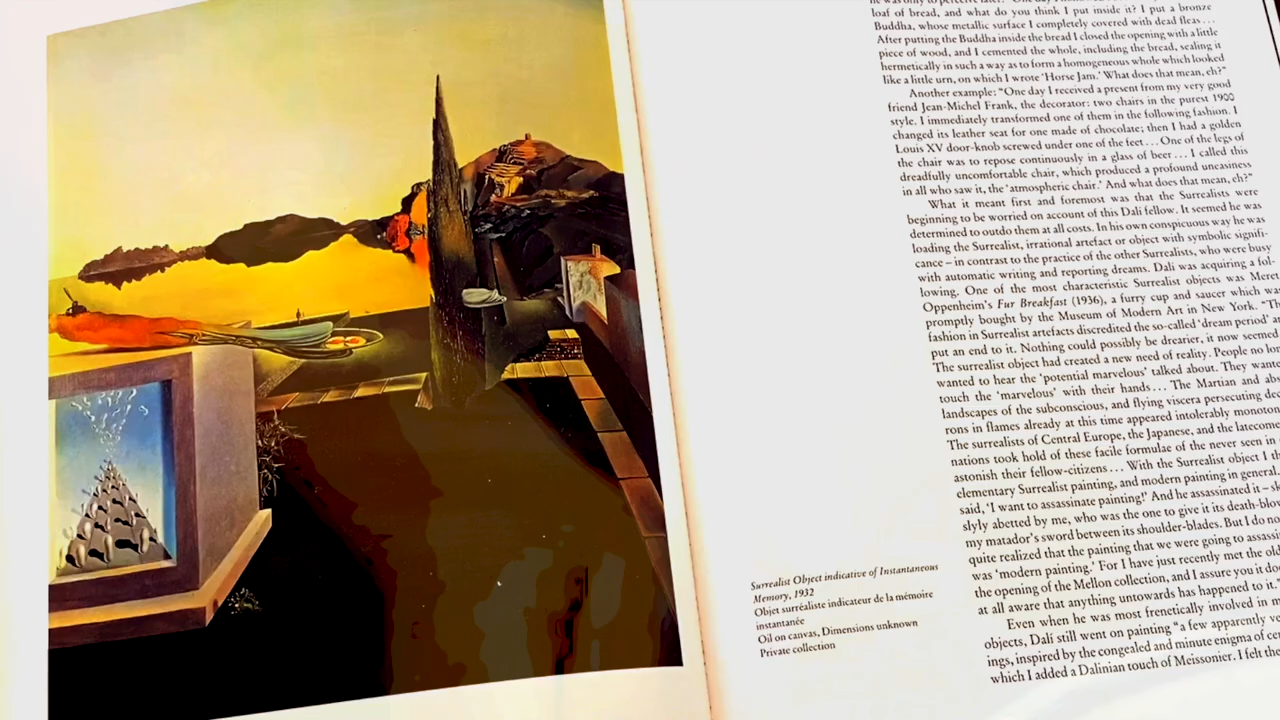 loaf of bread, and what do you think I put inside it? I put a bronze
Buddha, whose metallic surface I completely covered with dead fleas...
After putting the Buddha inside the bread I closed the opening with a little
piece of wood, and I cemented the whole, including the bread, sealing it
hermetically in such a way as to form a homogeneous whole which looked
like a little urn, on which I wrote 'Horse Jam.' What does that mean, eh?"
Another example: "One day I received a present from my very good
friend Jean-Michel Frank, the decorator: two chairs in the purest 1900
style. I immediately transformed one of them in the following fashion. I
changed its leather seat for one made of chocolate; then I had a golden
Louis XV door-knob screwed under one of the feet... One of the legs of
the chair was to repose continuously in a glass of beer... I called this
dreadfully uncomfortable chair, which produced a profound uneasiness
in all who saw it, the 'atmospheric chair.' And what does that mean, eh?"
What it meant first and foremost was that the Surrealists were
beginning to be worried on account of this Dali fellow. It seemed he was
determined to outdo them at all costs. In his own conspicuous way he was
loading the Surrealist, irrational artefact or object with symbolic signifi-
cance – in contrast to the practice of the other Surrealists, who were busy
with automatic writing and reporting dreams. Dali was acquiring a fol-
lowing. One of the most characteristic Surrealist objects was Meret
Oppenheim's Fur Breakfast (1936), a furry cup and saucer which was
promptly bought by the Museum of Modern Art in New York. "Th
fashion in Surrealist artefacts discredited the so-called 'dream period' an
put an end to it. Nothing could possibly be drearier, it now seemed
The surrealist object had created a new need of reality. People no lon
wanted to hear the 'potential marvelous' talked about. They wante
touch the 'marvelous' with their hands... The Martian and abo
landscapes of the subconscious, and flying viscera persecuting dec
rons in flames already at this time appeared intolerably monoton
The surrealists of Central Europe, the Japanese, and the latecome
nations took hold of these facile formulae of the never seen in
astonish their fellow-citizens... With the Surrealist object I th
elementary Surrealist painting, and modern painting in general.
said, 'I want to assassinate painting!' And he assassinated it – sk
slyly abetted by me, who was the one to give it its death-blow
my matador's sword between its shoulder-blades. But I do no
quite realized that the painting that we were going to assassi
was 'modern painting.' For I have just recently met the old
the opening of the Mellon collection, and I assure you it do
at all aware that anything untowards has happened to it."
Even when he was most frenetically involved in m
objects, Dali still went on painting "a few apparently ve
ings, inspired by the congealed and minute enigma of ce
which I added a Dalinian touch of Meissonier. I felt the
Surrealist Object indicative of Instantaneous
Memory, 1932
Objet surréaliste indicateur de la mémoire
instantanée
Oil on canvas, Dimensions unknown
Private collection